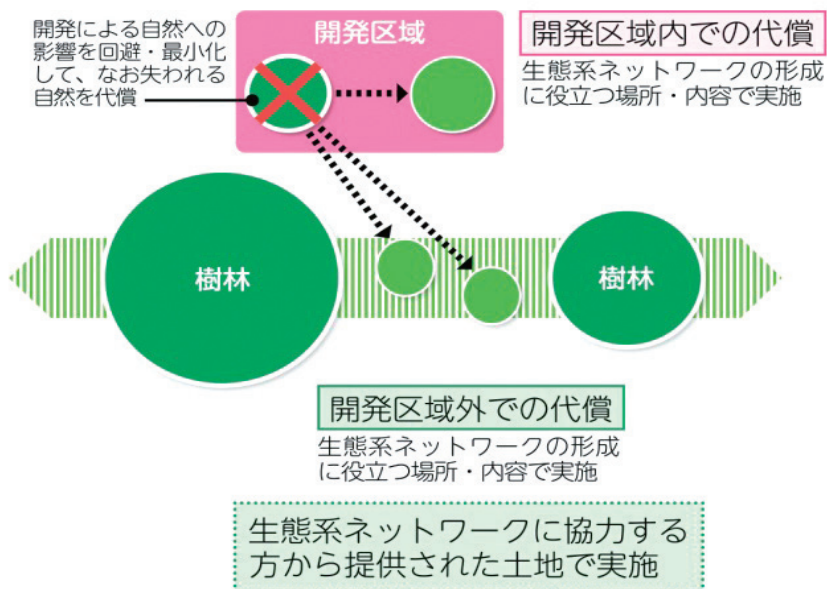 開発による自然への
影響を回避・最小化
して、なお失われる
自然を代償
開発区域
開発区域内での代償
生態系ネットワークの形成
に役立つ場所・内容で実施
樹林
樹林
開発区域外での代償
生態系ネットワークの形成
に役立つ場所・内容で実施
生態系ネットワークに協力する
方から提供された土地で実施